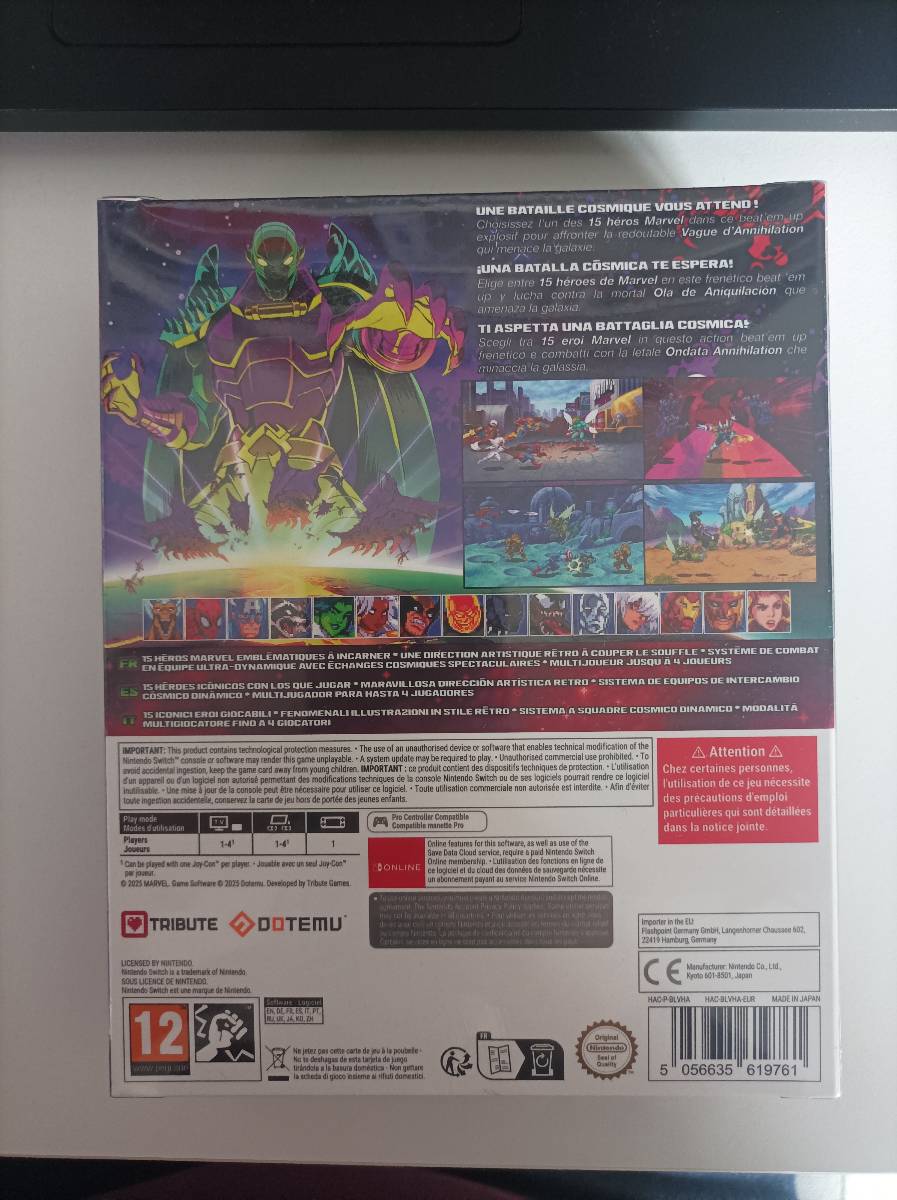 UNE BATAILLE COSMIQUE VOUS ATTEND !
Choisissez l'un des 15 héros Marvel dans ce beat'em up
explosif pour affronter la redoutable Vague d'Annihilation
qui menace la galaxie.
¡UNA BATALLA CÓSMICA TE ESPERA!
Elige entre 15 héroes de Marvel en este frenético beat 'em
up y lucha contra la mortal Ola de Aniquilación que
amenaza la galaxia.
TI ASPETTA UNA BATTAGLIA COSMICA!
Scegli tra 15 eroi Marvel in questo action beat'em up
frenetico e combatti con la letale Ondata Annihilation che
minaccia la galassia.
FR 15 HÉROS MARVEL EMBLÉMATIQUES À INCARNER * UNE DIRECTION ARTISTIQUE RÉTRO À COUPER LE SOUFFLE * SYSTÈME DE COMBAT
EN ÉQUIPE ULTRA-DYNAMIQUE AVEC ÉCHANGES COSMIQUES SPECTACULAIRES * MULTIJOUEUR JUSQU'À 4 JOUEURS
ES 15 HÉROES ICÓNICOS CON LOS QUE JUGAR * MARAVILLOSA DIRECCIÓN ARTÍSTICA RETRO * SISTEMA DE EQUIPOS DE INTERCAMBIO
CÓSMICO DINÁMICO * MULTIJUGADOR PARA HASTA 4 JUGADORES
IT 15 ICONICI EROI GIOCABILI * FENOMENALI ILLUSTRAZIONI IN STILE RÉTRO * SISTEMA A SQUADRE COSMICO DINAMICO * MODALITÀ
MULTIGIOCATORE FINO A 4 GIOCATORI
IMPORTANT: This product contains technological protection measures. • The use of an unauthorised device or software that enables technical modification of the
Nintendo Switch™ console or software may render this game unplayable. • A system update may be required to play. • Unauthorised commercial use prohibited. • To
avoid accidental ingestion, keep the game card away from young children. IMPORTANT : ce produit contient des dispositifs techniques de protection. • L'utilisation
d'un appareil ou d'un logiciel non autorisé permettant des modifications techniques de la console Nintendo Switch ou de ses logiciels pourrait rendre ce logiciel
inutilisable. • Une mise à jour de la console peut être nécessaire pour utiliser ce logiciel. • Toute utilisation commerciale non autorisée est interdite. • Afin d'éviter
toute ingestion accidentelle, conservez la carte de jeu hors de portée des jeunes enfants.
Attention
Chez certaines personnes,
l'utilisation de ce jeu nécessite
des précautions d'emploi
particulières qui sont détaillées
dans la notice jointe.
Play mode
Modes d'utilisation
TV
Players
Joueurs
1-4¹ 1-4¹ 1
Pro Controller Compatible
Compatible manette Pro
¹ Can be played with one Joy-Con™ per player. • Jouable avec un seul Joy-Con™
par joueur.
© 2025 MARVEL. Game Software © 2025 Dotemu. Developed by Tribute Games.
ONLINE
Online features for this software, as well as use of the
Save Data Cloud service, require a paid Nintendo Switch
Online membership. • L'utilisation des fonctions en ligne de
ce logiciel et du cloud des données de sauvegarde nécessite
un abonnement payant au service Nintendo Switch Online.
TRIBUTE DOTEMU
Importer in the EU
Flashpoint Germany GmbH, Langenhorner Chaussee 602,
22419 Hamburg, Germany
LICENSED BY NINTENDO.
Nintendo Switch is a trademark of Nintendo.
SOUS LICENCE DE NINTENDO.
Nintendo Switch est une marque de Nintendo.
CE
Manufacturer: Nintendo Co., Ltd.,
Kyoto 601-8501, Japan
HAC-P-BLVHA HAC-BLVHA-EUR MADE IN JAPAN
12
Software Logiciel
EN, DE, FR, ES, IT, PT,
RU, UK, JA, KO, ZH
Ne jetez pas cette carte de jeu à la poubelle •
No te deshagas de esta tarjeta de juego
tirándola a la basura doméstica • Non gettare
la scheda di gioco insieme ai rifiuti domestici.
FR
Original
Nintendo
Seal of
Quality
5 056635 619761